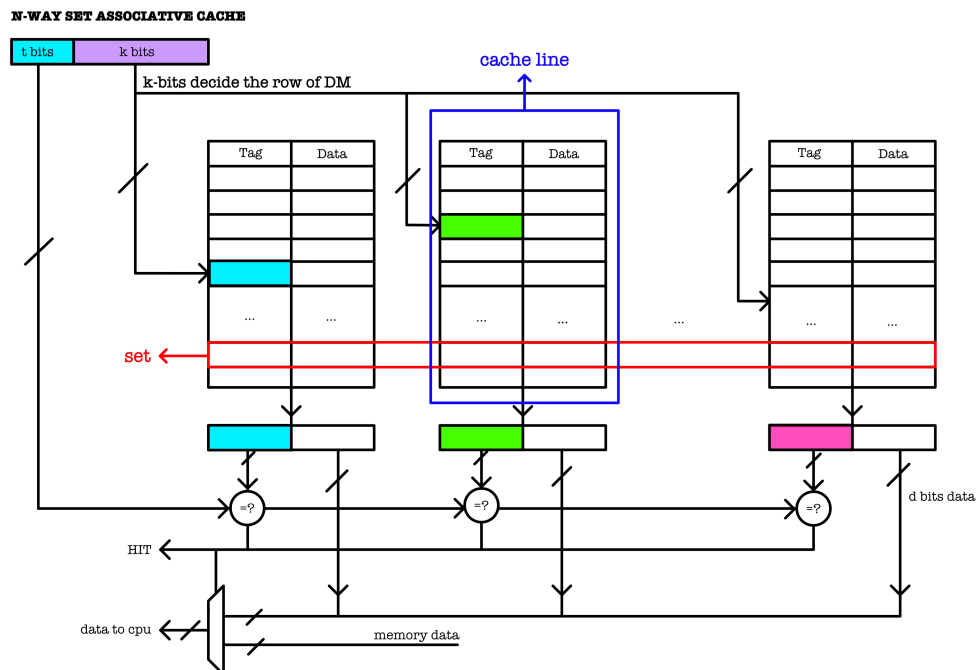 N-WAY SET ASSOCIATIVE CACHE
t bits
k bits
cache line
k-bits decide the row of DM
Tag
Data
Tag
Data
Tag
Data
...
...
...
...
...
...
...
set
d bits data
=?
=?
=?
HIT
data to cpu
memory data